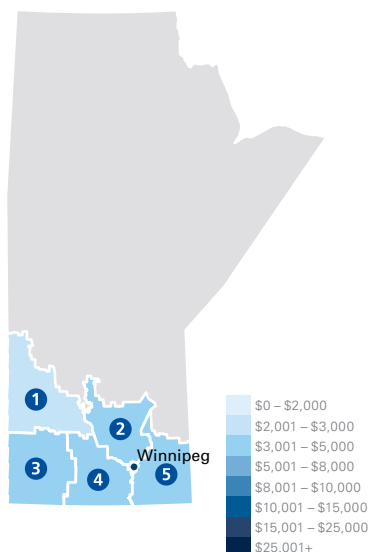 1
2
Winnipeg
3
4
5
$0 – $2,000
$2,001 – $3,000
$3,001 – $5,000
$5,001 – $8,000
$8,001 – $10,000
$10,001 – $15,000
$15,001 – $25,000
$25,001+